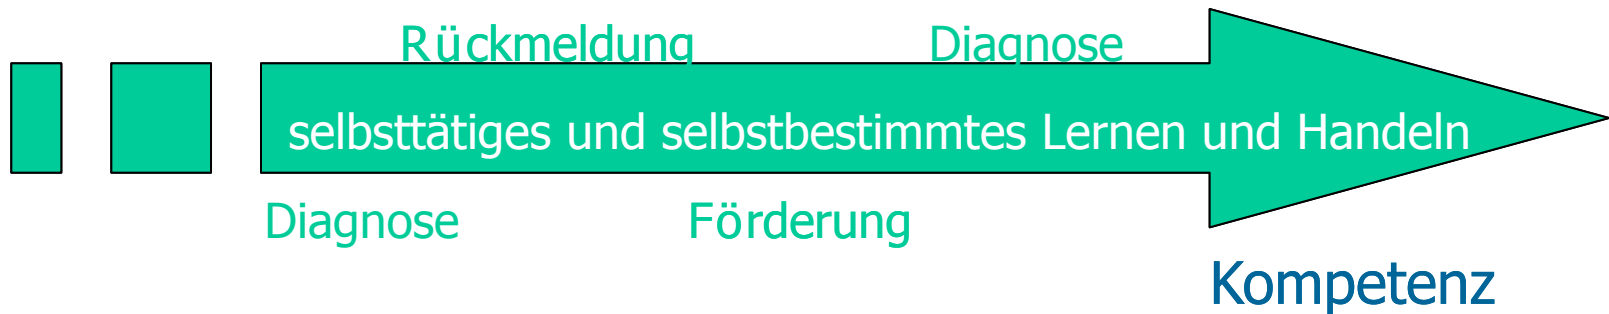 Rückmeldung Diagnose
selbsttätiges und selbstbestimmtes Lernen und Handeln
Diagnose Förderung
Kompetenz